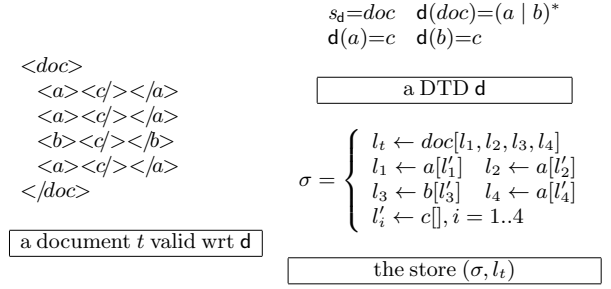 <doc>
<a><c/></a>
<a><c/></a>
<b><c/></b>
<a><c/></a>
</doc>
a document t valid wrt d
s_d=doc d(doc)=(a | b)*
d(a)=c d(b)=c
a DTD d
σ = {
l_t ← doc[l_1, l_2, l_3, l_4]
l_1 ← a[l′_1] l_2 ← a[l′_2]
l_3 ← b[l′_3] l_4 ← a[l′_4]
l′_i ← c[], i = 1..4
the store (σ, l_t)